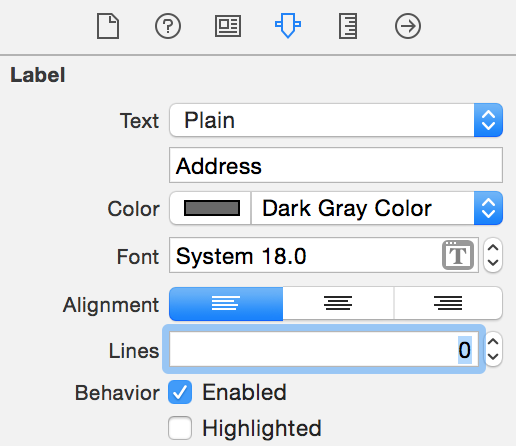 Label
Text Plain
Address
Color Dark Gray Color
Font System 18.0 T
Alignment
Lines 0
Behavior Enabled
Highlighted